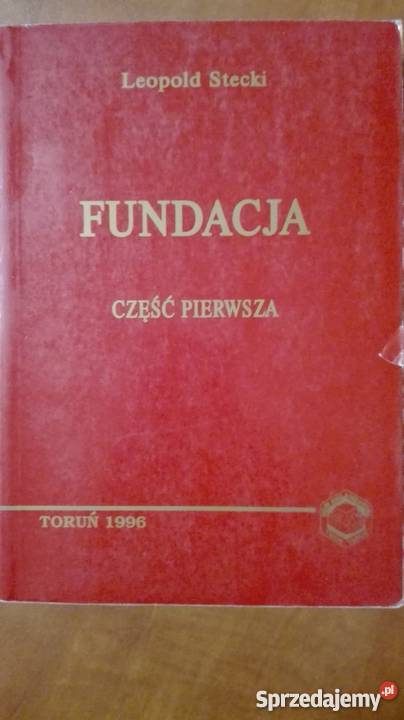 Leopold Stecki
FUNDACJA
CZĘŚĆ PIERWSZA
TORUŃ 1996
Sprzedajemy.pl